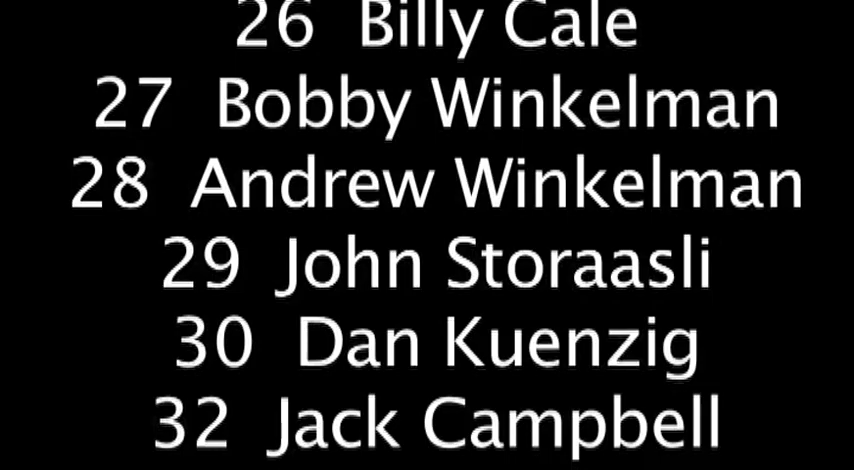 26 Billy Cale
27 Bobby Winkelman
28 Andrew Winkelman
29 John Storaasli
30 Dan Kuenzig
32 Jack Campbell